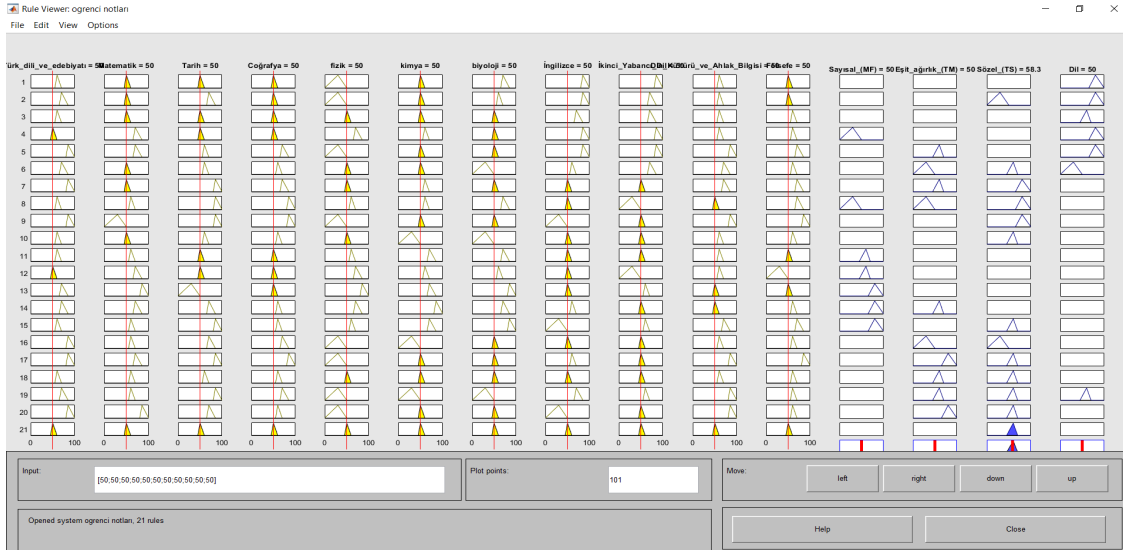 Rule Viewer: ogrenci notları
File Edit View Options
Türk_dili_ve_edebiyatı = 50 Matematik = 50 Tarih = 50 Coğrafya = 50 fizik = 50 kimya = 50 biyoloji = 50 İngilizce = 50 Sayısal_(MF) = 50 Eşit_ağırlık_(TM) = 50 Sözel_(TS) = 58.3 Dil = 50
1
2
3
4
5
6
7
8
9
10
11
12
13
14
15
16
17
18
19
20
21
0 100 0 100 0 100 0 100 0 100 0 100 0 100 0 100 0 100 0 100 0 100
Input:
[50;50;50;50;50;50;50;50;50;50;50]
Plot points:
101
Move:
left right down up
Opened system ogrenci notları, 21 rules
Help Close